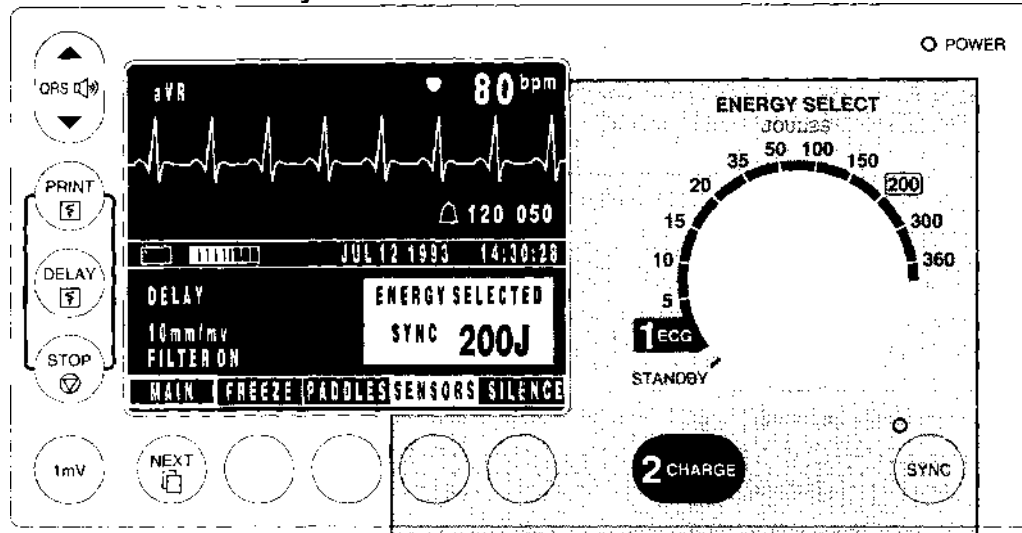 POWER
QRS
aVR
80 bpm
ENERGY SELECT
JOULES
5
10
15
20
35
50
100
150
200
300
360
PRINT
120 050
JUL 12 1993 14:30:28
DELAY
DELAY
ENERGY SELECTED
10mm/mv
SYNC 200J
FILTER ON
1 ECG
STOP
STANDBY
MAIN FREEZE PADDLES SENSORS SILENCE
1mV
NEXT
2 CHARGE
SYNC